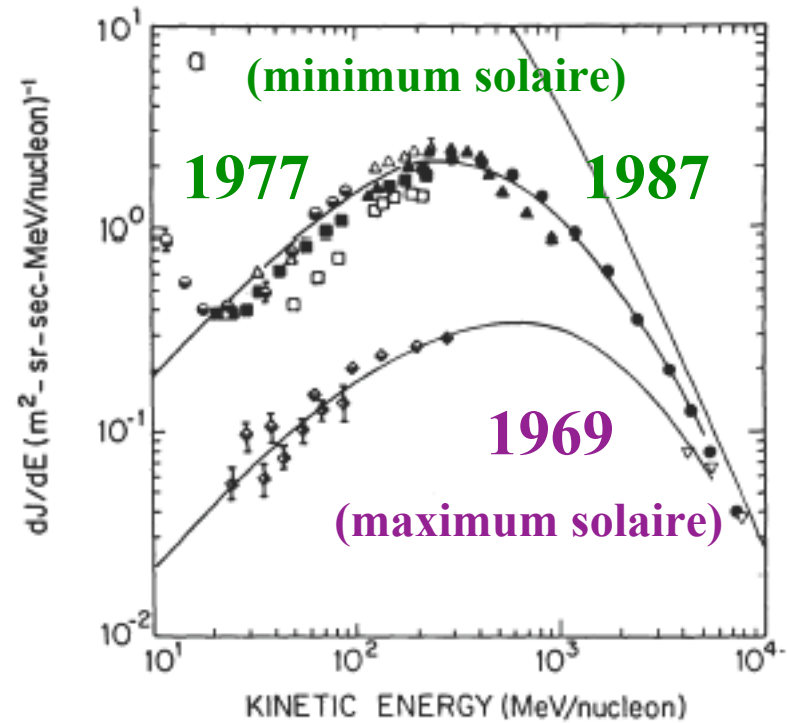 10¹
(minimum solaire)
1977
1987
10⁰
dJ/dE (m²-sr-sec-MeV/nucleon)⁻¹
10⁻¹
1969
(maximum solaire)
10⁻²
10¹ 10² 10³ 10⁴
KINETIC ENERGY (MeV/nucleon)